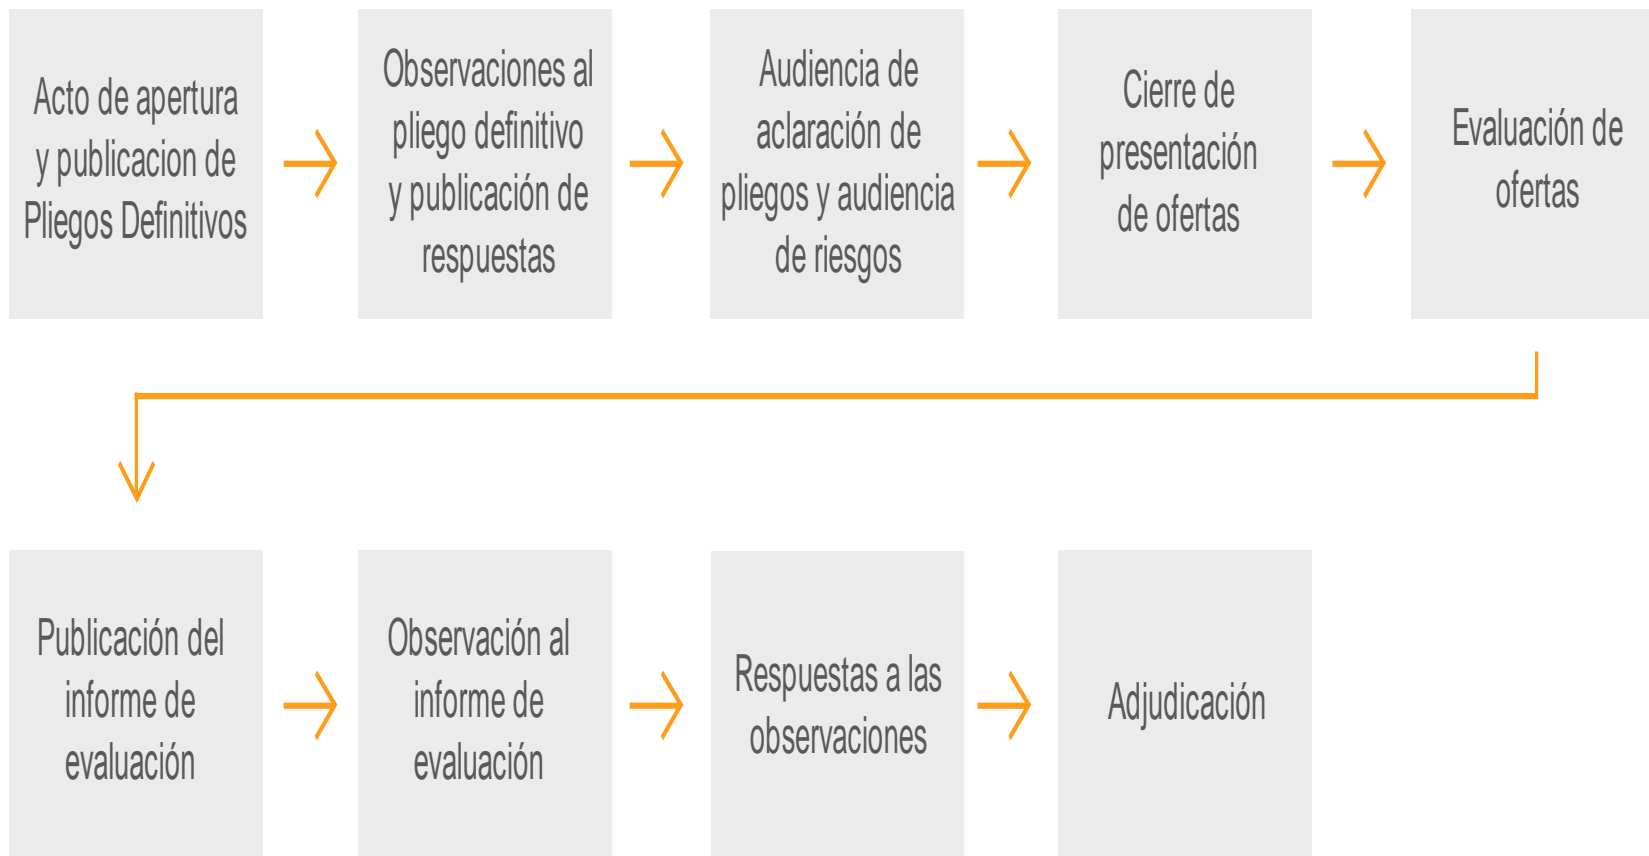 Acto de apertura
y publicacion de
Pliegos Definitivos
Observaciones al
pliego definitivo
y publicación de
respuestas
Audiencia de
aclaración de
pliegos y audiencia
de riesgos
Cierre de
presentación
de ofertas
Evaluación de
ofertas
Publicación del
informe de
evaluación
Observación al
informe de
evaluación
Respuestas a las
observaciones
Adjudicación